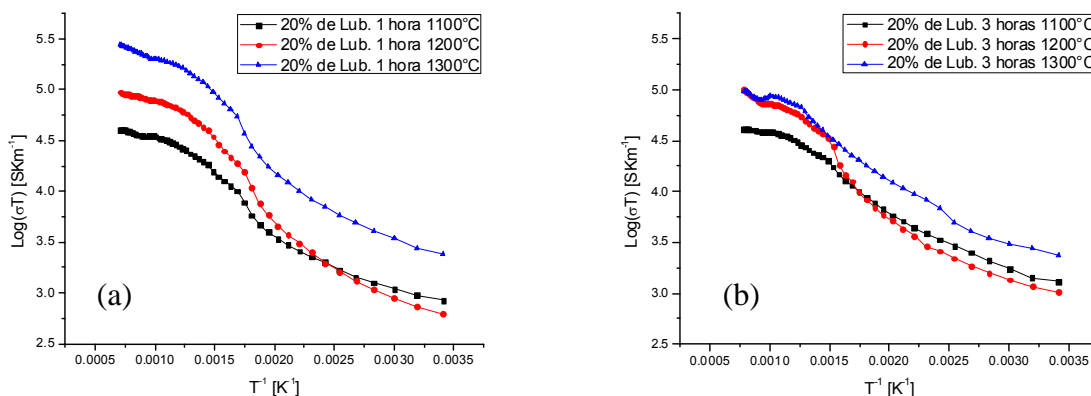 20% de Lub. 1 hora 1100°C
20% de Lub. 1 hora 1200°C
20% de Lub. 1 hora 1300°C
5.5
5.0
4.5
4.0
3.5
3.0
2.5
Log(σT) [SKm⁻¹]
(a)
0.0005 0.0010 0.0015 0.0020 0.0025 0.0030 0.0035
T⁻¹ [K⁻¹]
20% de Lub. 3 horas 1100°C
20% de Lub. 3 horas 1200°C
20% de Lub. 3 horas 1300°C
5.5
5.0
4.5
4.0
3.5
3.0
2.5
Log(σT) [SKm⁻¹]
(b)
0.0005 0.0010 0.0015 0.0020 0.0025 0.0030 0.0035
T⁻¹ [K⁻¹]